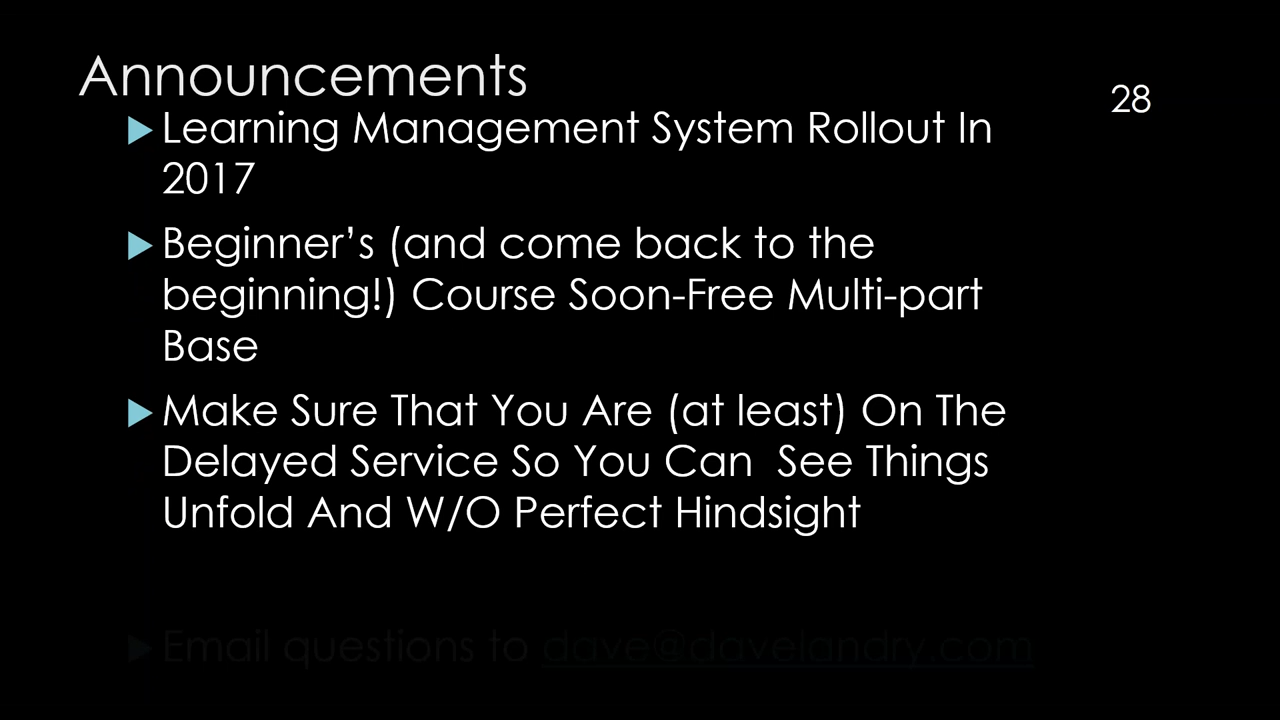 Announcements
28
Learning Management System Rollout In
2017
Beginner’s (and come back to the
beginning!) Course Soon-Free Multi-part
Base
Make Sure That You Are (at least) On The
Delayed Service So You Can  See Things
Unfold And W/O Perfect Hindsight
Email questions to dave@davelandry.com